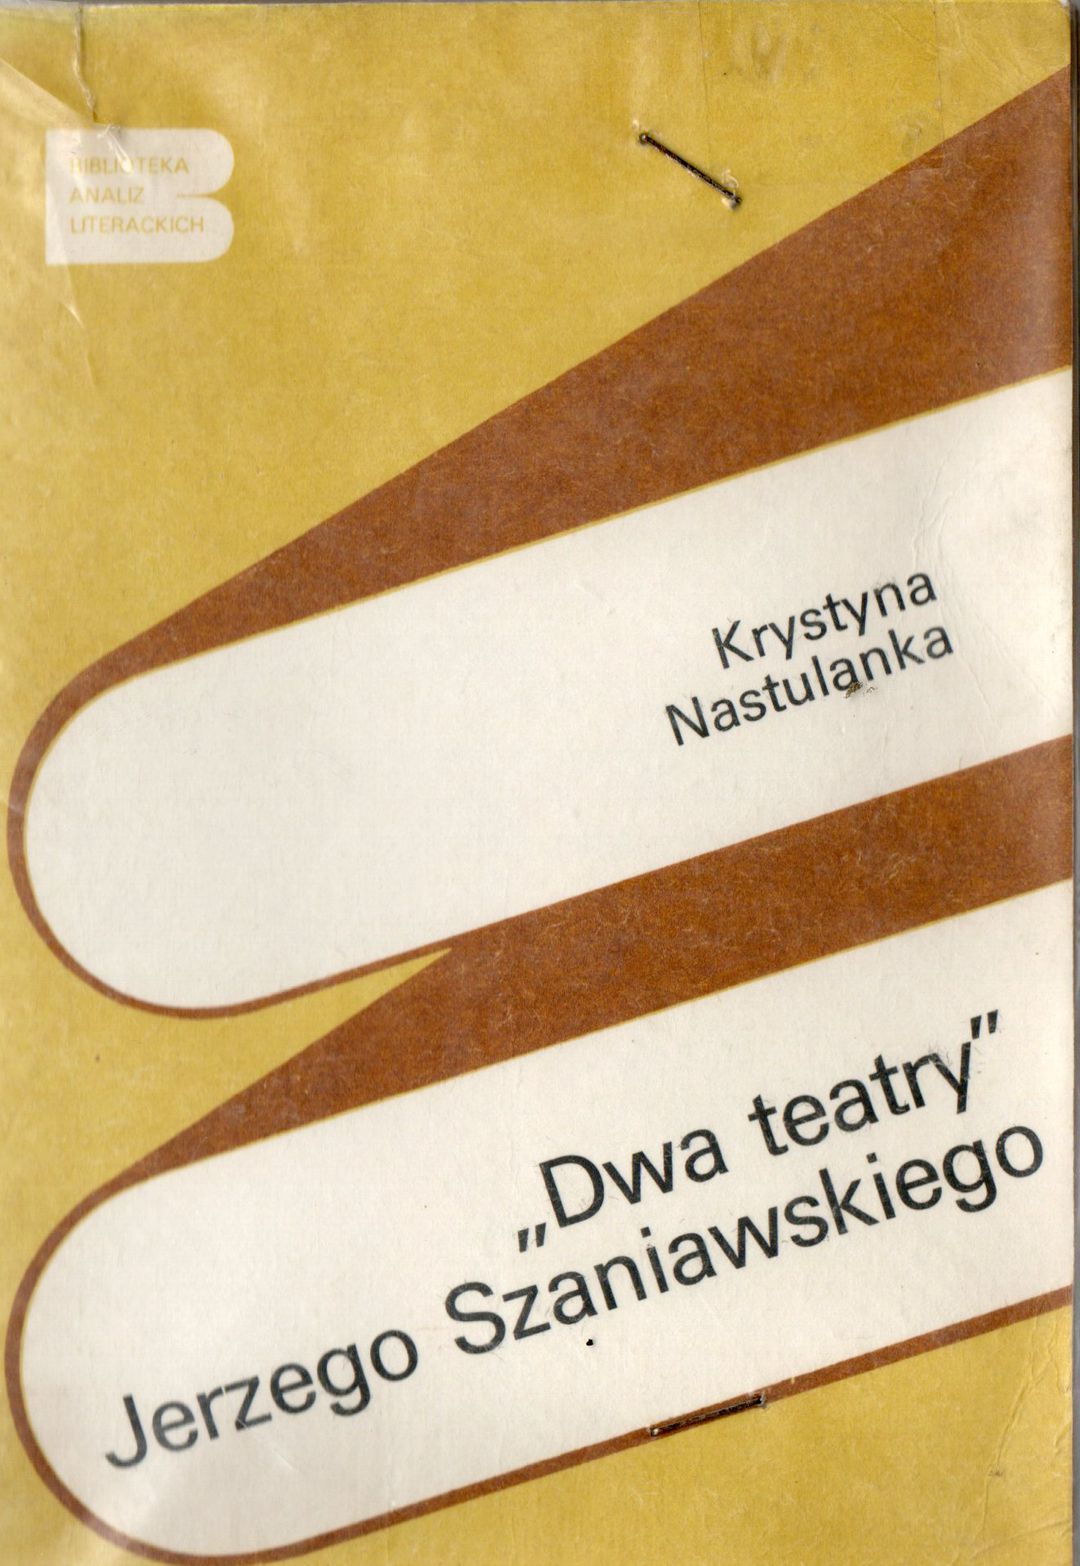 BIBLIOTEKA
ANALIZ
LITERACKICH
Krystyna
Nastulanka
„Dwa teatry”
Jerzego Szaniawskiego